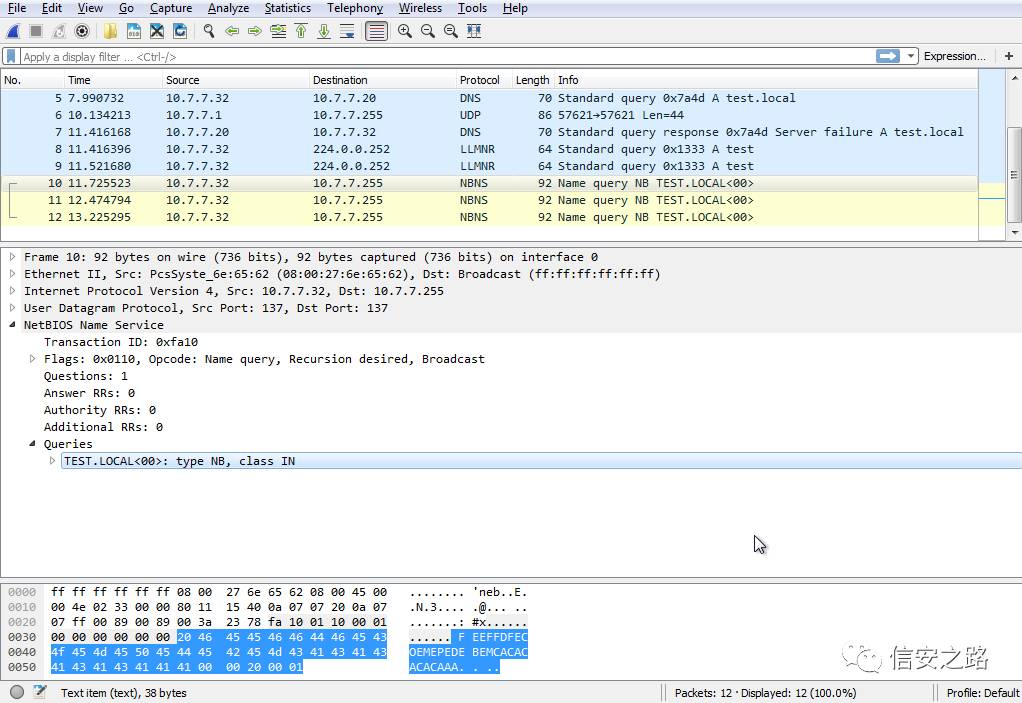 File Edit View Go Capture Analyze Statistics Telephony Wireless Tools Help
Apply a display filter ... <Ctrl-/> Expression... +
No. Time Source Destination Protocol Length Info
5 7.990732 10.7.7.32 10.7.7.20 DNS 70 Standard query 0x7a4d A test.local
6 10.134213 10.7.7.1 10.7.7.255 UDP 86 57621→57621 Len=44
7 11.416168 10.7.7.20 10.7.7.32 DNS 70 Standard query response 0x7a4d Server failure A test.local
8 11.416396 10.7.7.32 224.0.0.252 LLMNR 64 Standard query 0x1333 A test
9 11.521680 10.7.7.32 224.0.0.252 LLMNR 64 Standard query 0x1333 A test
10 11.725523 10.7.7.32 10.7.7.255 NBNS 92 Name query NB TEST.LOCAL<00>
11 12.474794 10.7.7.32 10.7.7.255 NBNS 92 Name query NB TEST.LOCAL<00>
12 13.225295 10.7.7.32 10.7.7.255 NBNS 92 Name query NB TEST.LOCAL<00>
Frame 10: 92 bytes on wire (736 bits), 92 bytes captured (736 bits) on interface 0
Ethernet II, Src: PcsSyste_6e:65:62 (08:00:27:6e:65:62), Dst: Broadcast (ff:ff:ff:ff:ff:ff)
Internet Protocol Version 4, Src: 10.7.7.32, Dst: 10.7.7.255
User Datagram Protocol, Src Port: 137, Dst Port: 137
NetBIOS Name Service
Transaction ID: 0xfa10
Flags: 0x0110, Opcode: Name query, Recursion desired, Broadcast
Questions: 1
Answer RRs: 0
Authority RRs: 0
Additional RRs: 0
Queries
TEST.LOCAL<00>: type NB, class IN
0000 ff ff ff ff ff ff 08 00 27 6e 65 62 08 00 45 00 ........ 'neb..E.
0010 00 4e 02 33 00 00 80 11 15 40 0a 07 07 20 0a 07 .N.3.... .@... ..
0020 07 ff 00 89 00 89 00 3a 23 78 fa 10 01 10 00 01 .......: #x......
0030 00 00 00 00 00 00 20 46 45 45 46 46 44 46 45 43 ...... F EEFFDFEC
0040 4f 45 4d 45 50 45 44 45 42 45 4d 43 41 43 41 43 OEMEPEDE BEMCACAC
0050 41 43 41 43 41 41 41 00 00 20 00 01 ACACAAA. . ..
信安之路
Text item (text), 38 bytes Packets: 12 · Displayed: 12 (100.0%) Profile: Default